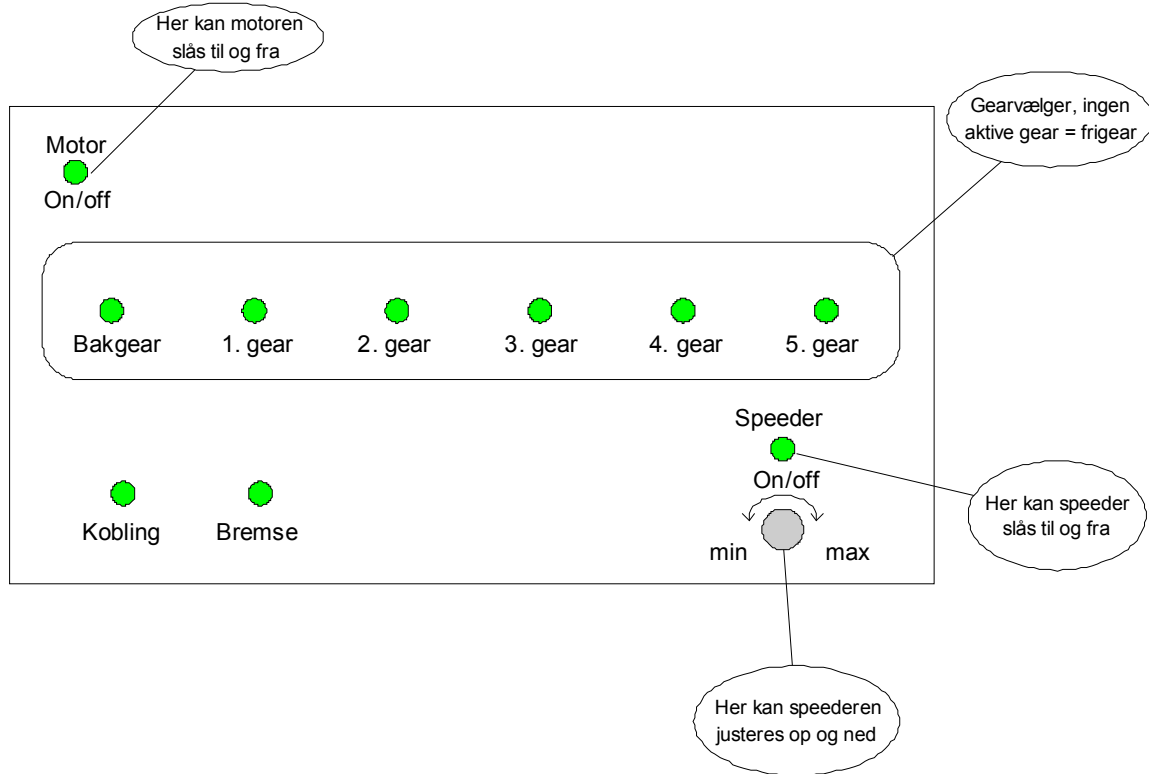 Her kan motoren
slås til og fra
Gearvælger, ingen
aktive gear = frigear
Motor
On/off
Bakgear
1. gear
2. gear
3. gear
4. gear
5. gear
Speeder
On/off
Kobling
Bremse
min
max
Her kan speeder
slås til og fra
Her kan speederen
justeres op og ned